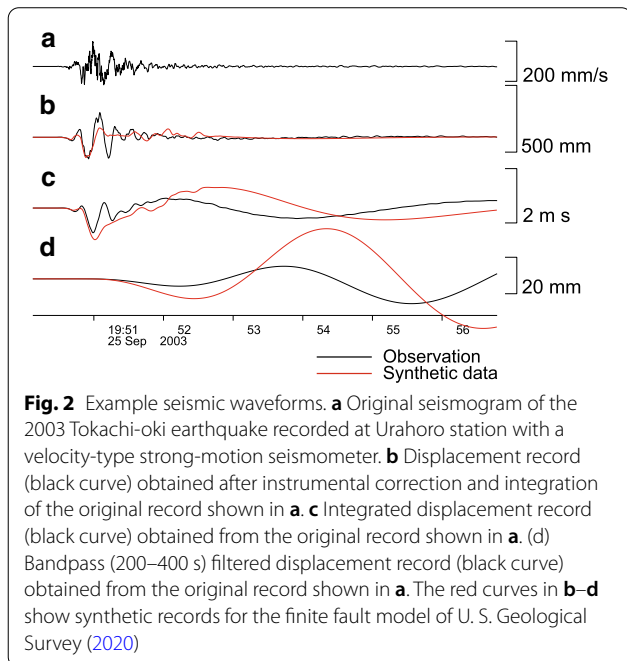 a
200 mm/s
b
500 mm
c
2 m s
d
20 mm
19:51 52 53 54 55 56
25 Sep 2003
Observation
Synthetic data
Fig. 2 Example seismic waveforms. a Original seismogram of the
2003 Tokachi-oki earthquake recorded at Urahoro station with a
velocity-type strong-motion seismometer. b Displacement record
(black curve) obtained after instrumental correction and integration
of the original record shown in a. c Integrated displacement record
(black curve) obtained from the original record shown in a. (d)
Bandpass (200–400 s) filtered displacement record (black curve)
obtained from the original record shown in a. The red curves in b–d
show synthetic records for the finite fault model of U. S. Geological
Survey (2020)